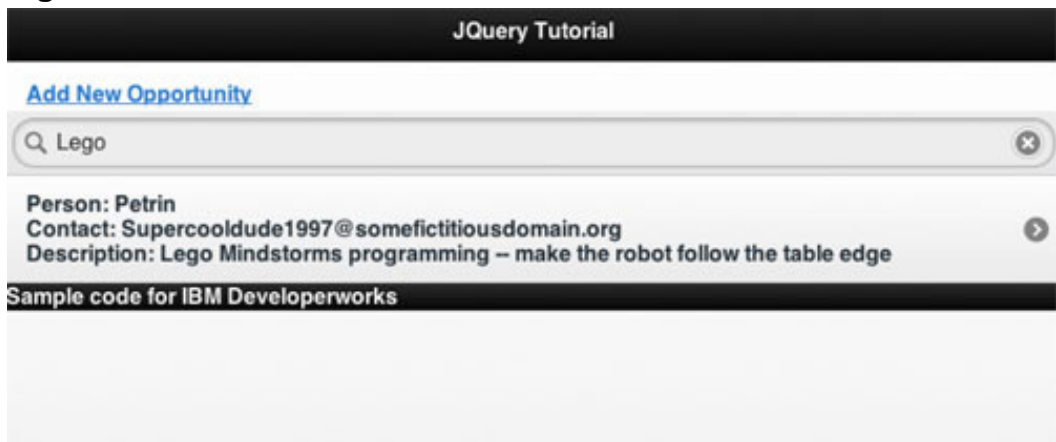 JQuery Tutorial
Add New Opportunity
Lego
Person: Petrin
Contact: Supercooldude1997@somefictitiousdomain.org
Description: Lego Mindstorms programming -- make the robot follow the table edge
Sample code for IBM Developerworks